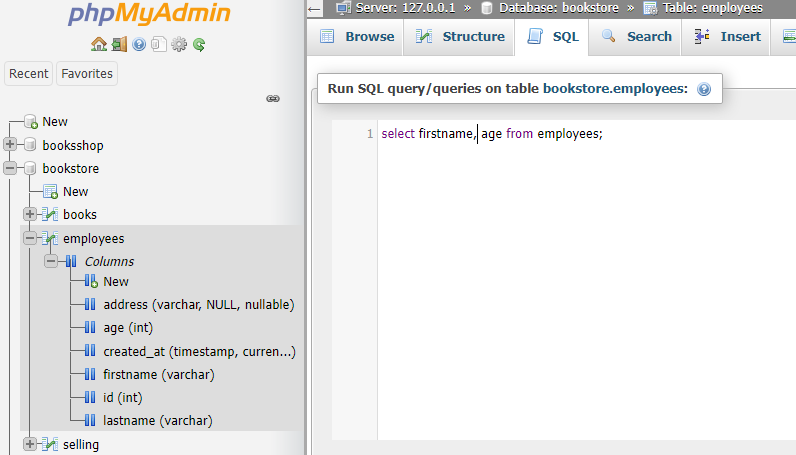 phpMyAdmin
Recent Favorites
New
booksshop
bookstore
New
books
employees
Columns
New
address (varchar, NULL, nullable)
age (int)
created_at (timestamp, curren...)
firstname (varchar)
id (int)
lastname (varchar)
selling
← Server: 127.0.0.1 » Database: bookstore » Table: employees
Browse Structure SQL Search Insert
Run SQL query/queries on table bookstore.employees:
1 select firstname, age from employees;